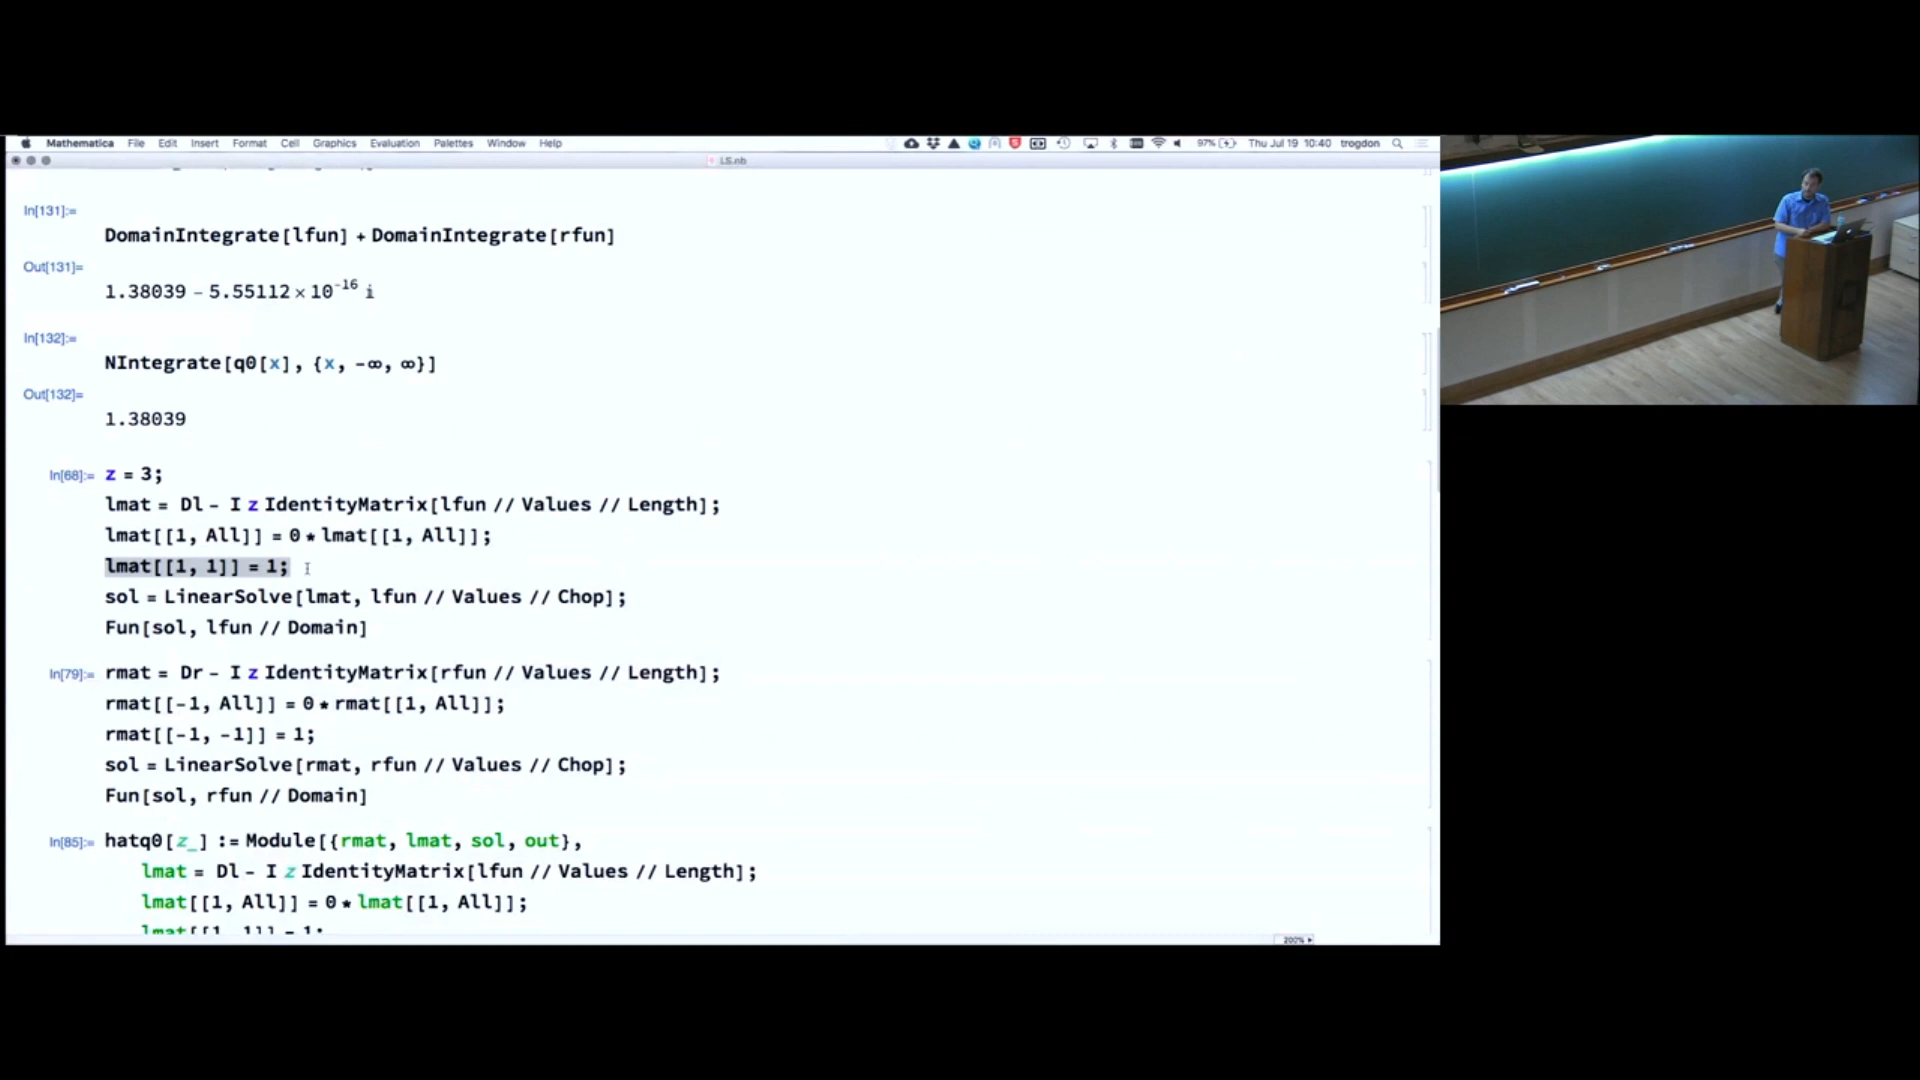 Mathematica File Edit Insert Format Cell Graphics Evaluation Palettes Window Help 97% Thu Jul 19 10:40 trogdon
LS.nb
In[131]:=
DomainIntegrate[lfun] + DomainIntegrate[rfun]
Out[131]=
1.38039 - 5.55112 × 10^-16 i
In[132]:=
NIntegrate[q0[x], {x, -∞, ∞}]
Out[132]=
1.38039
In[68]:= z = 3;
lmat = Dl - I z IdentityMatrix[lfun // Values // Length];
lmat[[1, All]] = 0 * lmat[[1, All]];
lmat[[1, 1]] = 1;
sol = LinearSolve[lmat, lfun // Values // Chop];
Fun[sol, lfun // Domain]
In[79]:= rmat = Dr - I z IdentityMatrix[rfun // Values // Length];
rmat[[-1, All]] = 0 * rmat[[1, All]];
rmat[[-1, -1]] = 1;
sol = LinearSolve[rmat, rfun // Values // Chop];
Fun[sol, rfun // Domain]
In[85]:= hatq0[z_] := Module[{rmat, lmat, sol, out},
lmat = Dl - I z IdentityMatrix[lfun // Values // Length];
lmat[[1, All]] = 0 * lmat[[1, All]];
lmat[[1, 1]] = 1;
200%